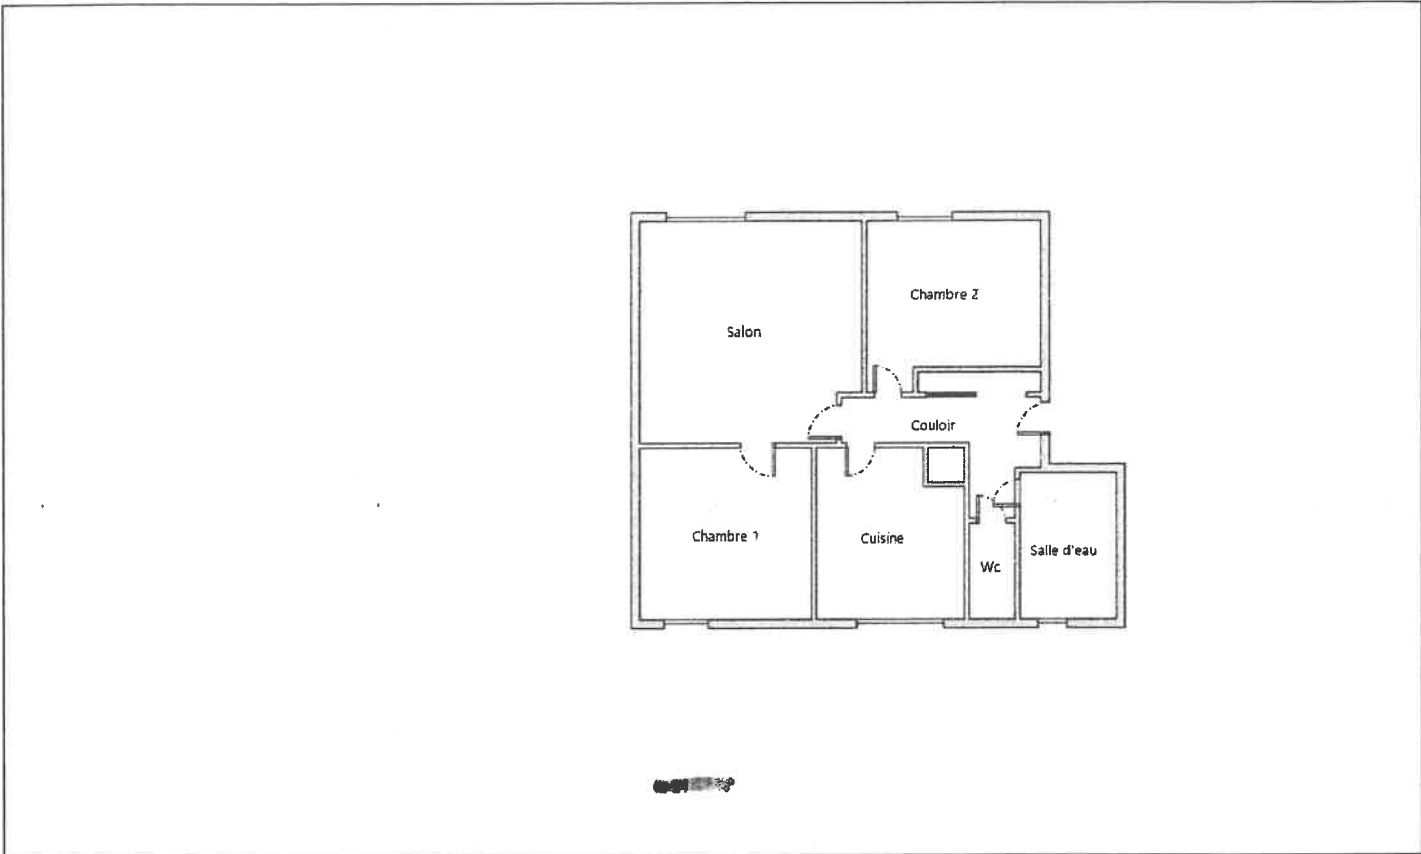 Chambre 2
Salon
Couloir
Chambre 1
Cuisine
Wc
Salle d'eau